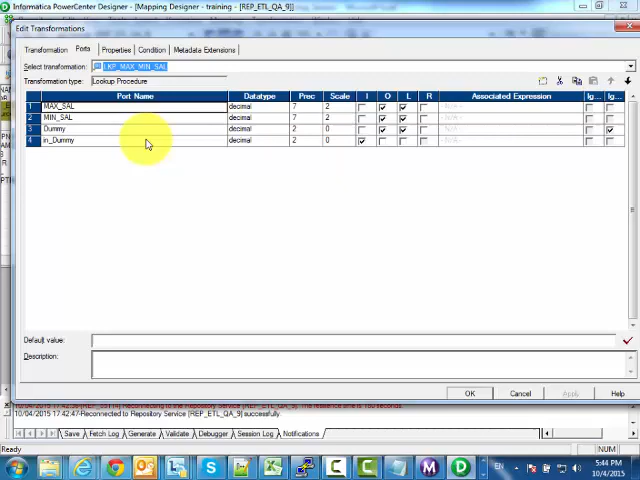 Informatica PowerCenter Designer - [Mapping Designer - training - [REP_ETL_QA_9]]
Edit Transformations
Transformation Ports Properties Condition Metadata Extensions
Select transformation: LKP_MAX_MIN_SAL
Transformation type: Lookup Procedure
Port Name Datatype Prec Scale I O L R Associated Expression Ig... Ig...
1 MAX_SAL decimal 7 2 - N/A -
2 MIN_SAL decimal 7 2 - N/A -
3 Dummy decimal 2 0 - N/A -
4 in_Dummy decimal 2 0 - N/A -
Default value:
Description:
OK Cancel Apply Help
10/04/2015 17:42:47-Reconnected to Repository Service [REP_ETL_QA_9] successfully.
Save Fetch Log Generate Validate Debugger Session Log Notifications
Ready NUM
EN 5:44 PM
10/4/2015